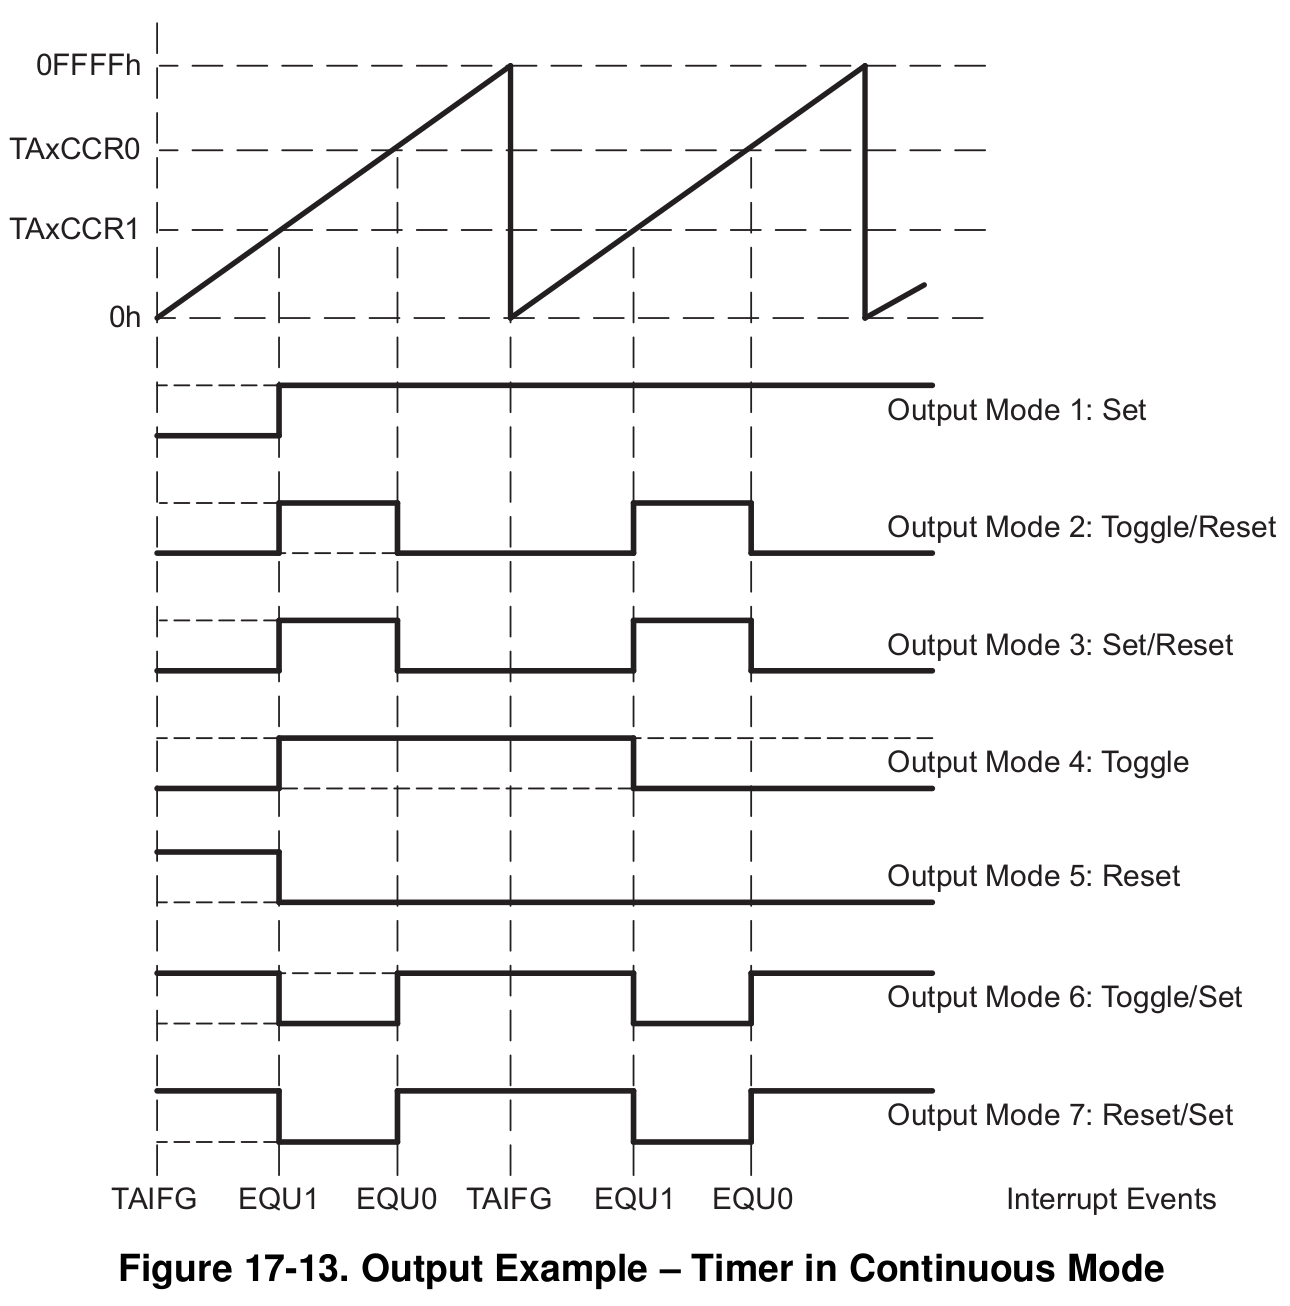 0FFFFh
TAxCCR0
TAxCCR1
0h
Output Mode 1: Set
Output Mode 2: Toggle/Reset
Output Mode 3: Set/Reset
Output Mode 4: Toggle
Output Mode 5: Reset
Output Mode 6: Toggle/Set
Output Mode 7: Reset/Set
TAIFG EQU1 EQU0 TAIFG EQU1 EQU0 Interrupt Events
Figure 17-13. Output Example – Timer in Continuous Mode